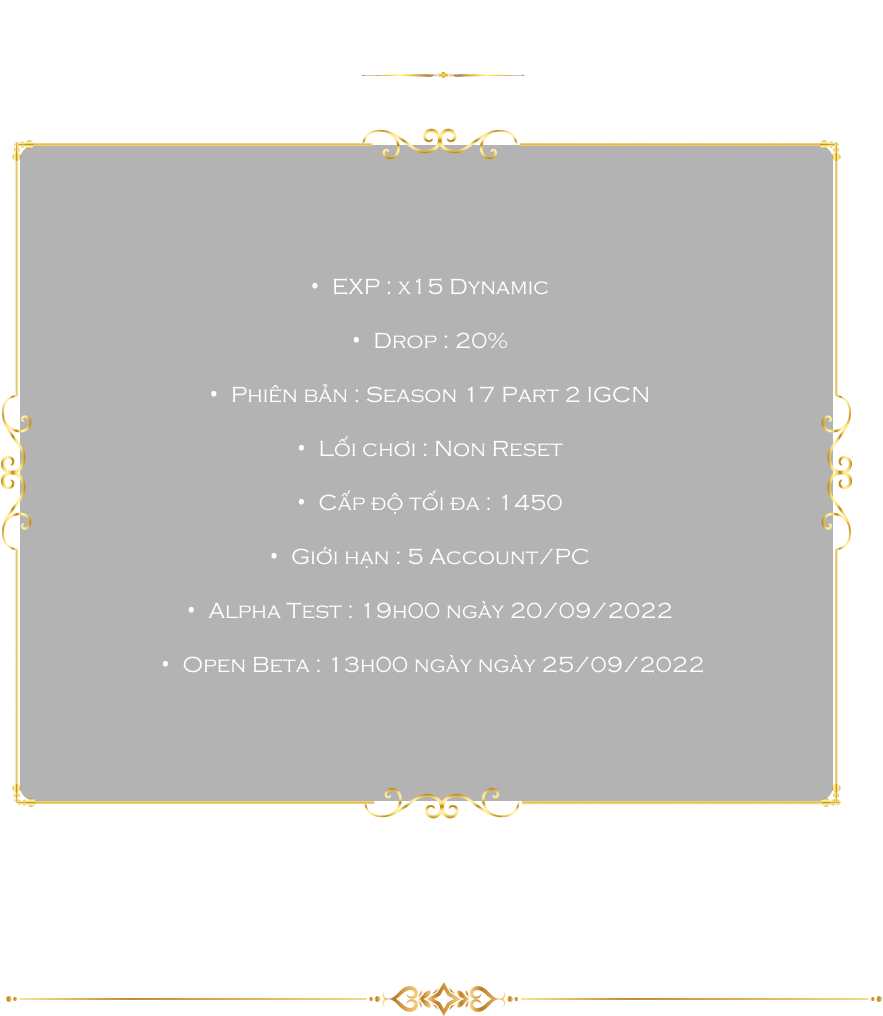 • EXP : x15 Dynamic
• Drop : 20%
• Phiên bản : Season 17 Part 2 IGCN
• Lối chơi : Non Reset
• Cấp độ tối đa : 1450
• Giới hạn : 5 Account/PC
• Alpha Test : 19h00 ngày 20/09/2022
• Open Beta : 13h00 ngày ngày 25/09/2022